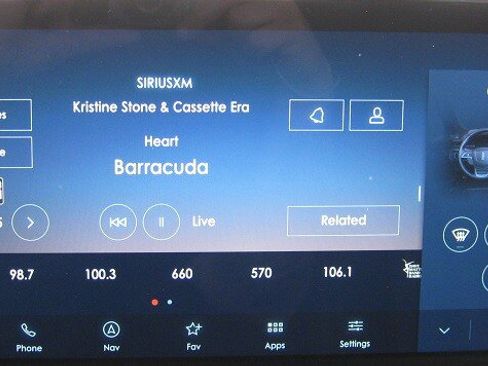 SIRIUSXM
Kristine Stone & Cassette Era
es
Heart
e
Barracuda
Live
Related
98.7 100.3 660 570 106.1
Phone Nav Fav Apps Settings